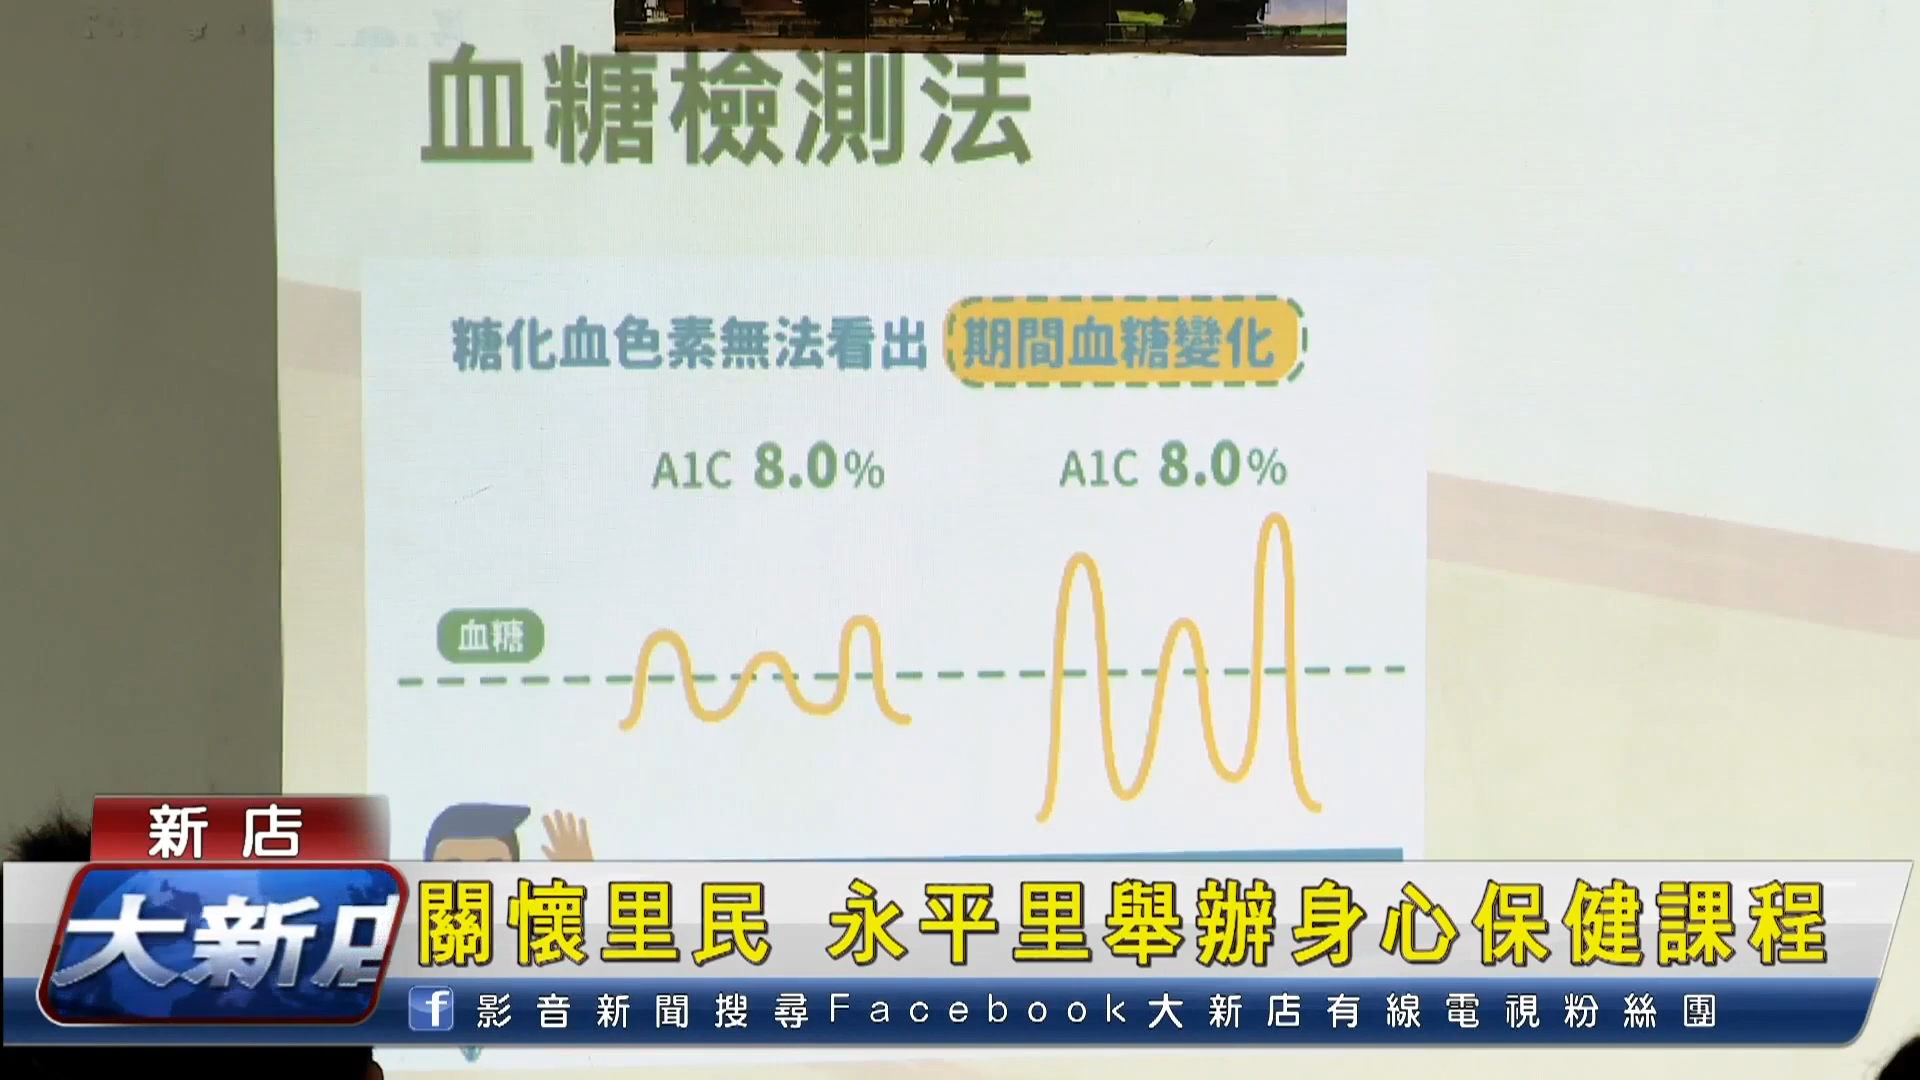 血糖檢測法
糖化血色素無法看出 期間血糖變化
A1C 8.0%
A1C 8.0%
血糖
新店
大新店
關懷里民 永平里舉辦身心保健課程
影音新聞搜尋Facebook大新店有線電視粉絲團